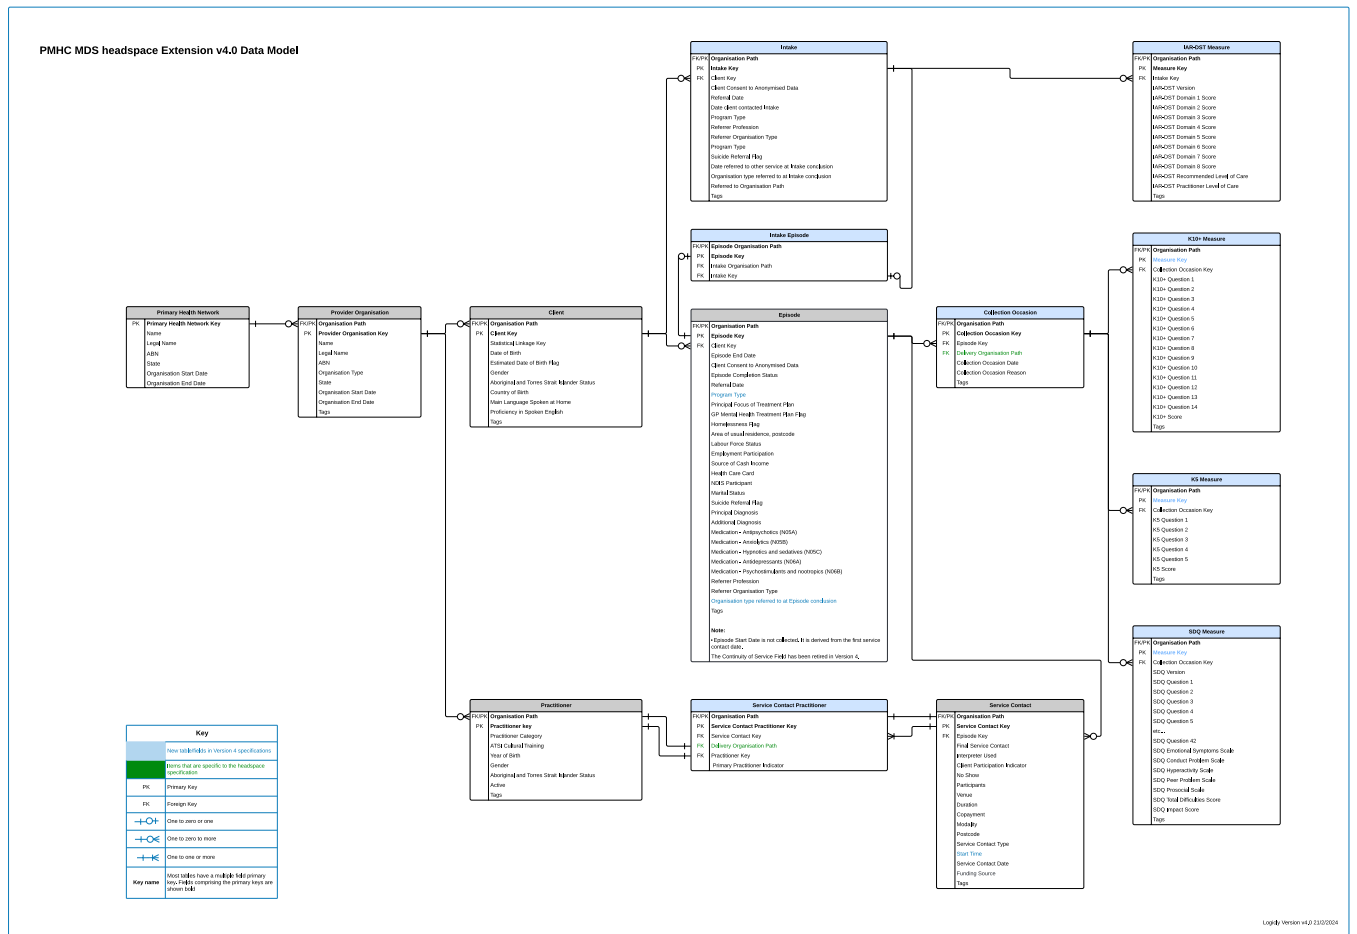 PMHC MDS headspace Extension v4.0 Data Model
Intake
FK/PK Organisation Path
PK Intake Key
FK Client Key
Client Consent to Anonymised Data
Referral Date
Date client contacted Intake
Program Type
Referrer Profession
Referrer Organisation Type
Program Type
Suicide Referral Flag
Date referred to other service at Intake conclusion
Organisation type referred to at Intake conclusion
Referred to Organisation Path
Tags
IAR-DST Measure
FK/PK Organisation Path
PK Measure Key
FK Intake Key
IAR-DST Version
IAR-DST Domain 1 Score
IAR-DST Domain 2 Score
IAR-DST Domain 3 Score
IAR-DST Domain 4 Score
IAR-DST Domain 5 Score
IAR-DST Domain 6 Score
IAR-DST Domain 7 Score
IAR-DST Domain 8 Score
IAR-DST Recommended Level of Care
IAR-DST Practitioner Level of Care
Tags
Intake Episode
FK/PK Episode Organisation Path
PK Episode Key
FK Intake Organisation Path
FK Intake Key
K10+ Measure
FK/PK Organisation Path
PK Measure Key
FK Collection Occasion Key
K10+ Question 1
K10+ Question 2
K10+ Question 3
K10+ Question 4
K10+ Question 5
K10+ Question 6
K10+ Question 7
K10+ Question 8
K10+ Question 9
K10+ Question 10
K10+ Question 11
K10+ Question 12
K10+ Question 13
K10+ Question 14
K10+ Score
Tags
Primary Health Network
PK Primary Health Network Key
Name
Legal Name
ABN
State
Organisation Start Date
Organisation End Date
Provider Organisation
FK/PK Organisation Path
PK Provider Organisation Key
Name
Legal Name
ABN
Organisation Type
State
Organisation Start Date
Organisation End Date
Tags
Client
FK/PK Organisation Path
PK Client Key
Statistical Linkage Key
Date of Birth
Estimated Date of Birth Flag
Gender
Aboriginal and Torres Strait Islander Status
Country of Birth
Main Language Spoken at Home
Proficiency in Spoken English
Tags
Episode
FK/PK Organisation Path
PK Episode Key
FK Client Key
Episode End Date
Client Consent to Anonymised Data
Episode Completion Status
Referral Date
Program Type
Principal Focus of Treatment Plan
GP Mental Health Treatment Plan Flag
Homelessness Flag
Area of usual residence, postcode
Labour Force Status
Employment Participation
Source of Cash Income
Health Care Card
NDIS Participant
Marital Status
Suicide Referral Flag
Principal Diagnosis
Additional Diagnosis
Medication - Antipsychotics (N05A)
Medication - Anxiolytics (N05B)
Medication - Hypnotics and sedatives (N05C)
Medication - Antidepressants (N06A)
Medication - Psychostimulants and nootropics (N06B)
Referrer Profession
Referrer Organisation Type
Organisation type referred to at Episode conclusion
Tags
Note:
• Episode Start Date is not collected. It is derived from the first service
contact date.
The Continuity of Service Field has been retired in Version 4.
Collection Occasion
FK/PK Organisation Path
PK Collection Occasion Key
FK Episode Key
FK Delivery Organisation Path
Collection Occasion Date
Collection Occasion Reason
Tags
K5 Measure
FK/PK Organisation Path
PK Measure Key
FK Collection Occasion Key
K5 Question 1
K5 Question 2
K5 Question 3
K5 Question 4
K5 Question 5
K5 Score
Tags
SDQ Measure
FK/PK Organisation Path
PK Measure Key
FK Collection Occasion Key
SDQ Version
SDQ Question 1
SDQ Question 2
SDQ Question 3
SDQ Question 4
SDQ Question 5
etc...
SDQ Question 42
SDQ Emotional Symptoms Scale
SDQ Conduct Problem Scale
SDQ Hyperactivity Scale
SDQ Peer Problem Scale
SDQ Prosocial Scale
SDQ Total Difficulties Score
SDQ Impact Score
Tags
Practitioner
FK/PK Organisation Path
PK Practitioner key
Practitioner Category
ATSI Cultural Training
Year of Birth
Gender
Aboriginal and Torres Strait Islander Status
Active
Tags
Service Contact Practitioner
FK/PK Organisation Path
PK Service Contact Practitioner Key
FK Service Contact Key
FK Delivery Organisation Path
FK Practitioner Key
Primary Practitioner Indicator
Service Contact
FK/PK Organisation Path
PK Service Contact Key
FK Episode Key
Final Service Contact
Interpreter Used
Client Participation Indicator
No Show
Participants
Venue
Duration
Copayment
Modality
Postcode
Service Contact Type
Start Time
Service Contact Date
Funding Source
Tags
Key
New table/fields in Version 4 specifications
Items that are specific to the headspace
specification
PK Primary Key
FK Foreign Key
One to zero or one
One to zero to more
One to one or more
Key name Most tables have a multiple field primary
key. Fields comprising the primary keys are
shown bold
Logicly Version v4.0 21/2/2024